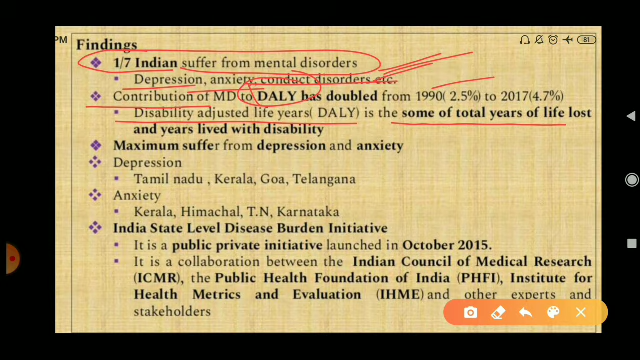 PM
81
Findings
1/7 Indian suffer from mental disorders
Depression, anxiety, conduct disorders etc.
Contribution of MD to DALY has doubled from 1990( 2.5%) to 2017(4.7%)
Disability adjusted life years( DALY) is the some of total years of life lost
and years lived with disability
Maximum suffer from depression and anxiety
Depression
Tamil nadu , Kerala, Goa, Telangana
Anxiety
Kerala, Himachal, T.N, Karnataka
India State Level Disease Burden Initiative
It is a public private initiative launched in October 2015.
It is a collaboration between the Indian Council of Medical Research
(ICMR), the Public Health Foundation of India (PHFI), Institute for
Health Metrics and Evaluation (IHME) and other experts and
stakeholders